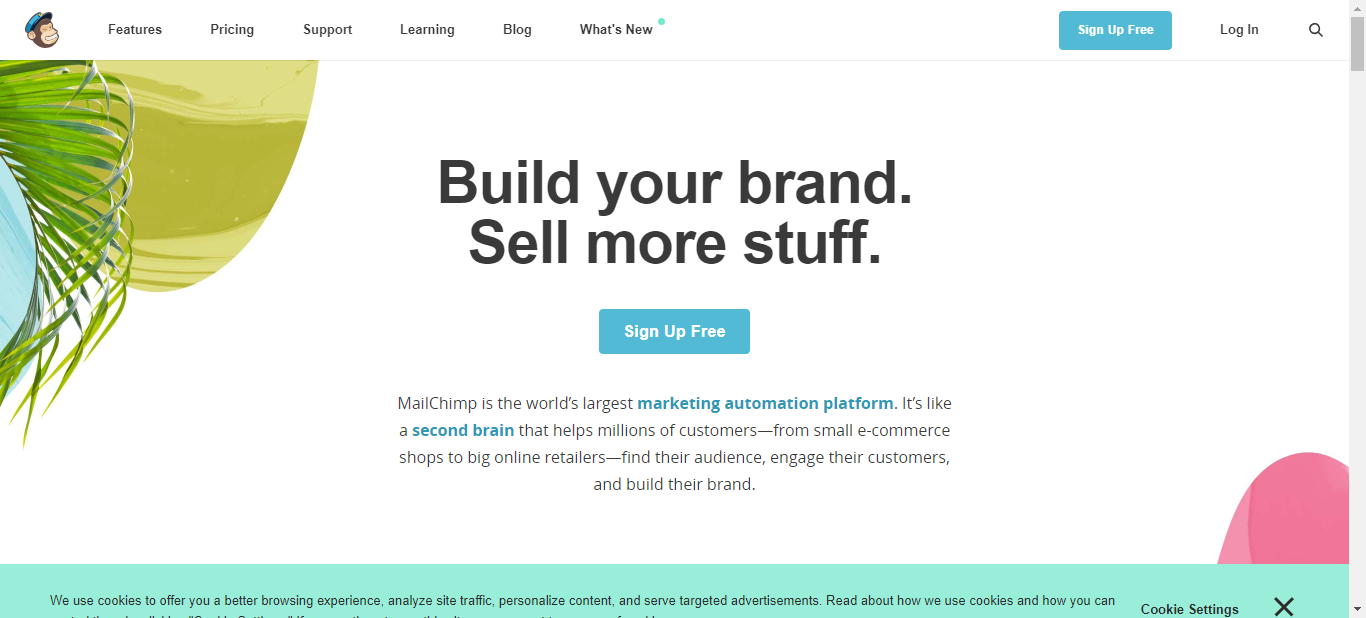 Features Pricing Support Learning Blog What's New Sign Up Free Log In
Build your brand.
Sell more stuff.
Sign Up Free
MailChimp is the world’s largest marketing automation platform. It’s like
a second brain that helps millions of customers—from small e-commerce
shops to big online retailers—find their audience, engage their customers,
and build their brand.
We use cookies to offer you a better browsing experience, analyze site traffic, personalize content, and serve targeted advertisements. Read about how we use cookies and how you can
Cookie Settings